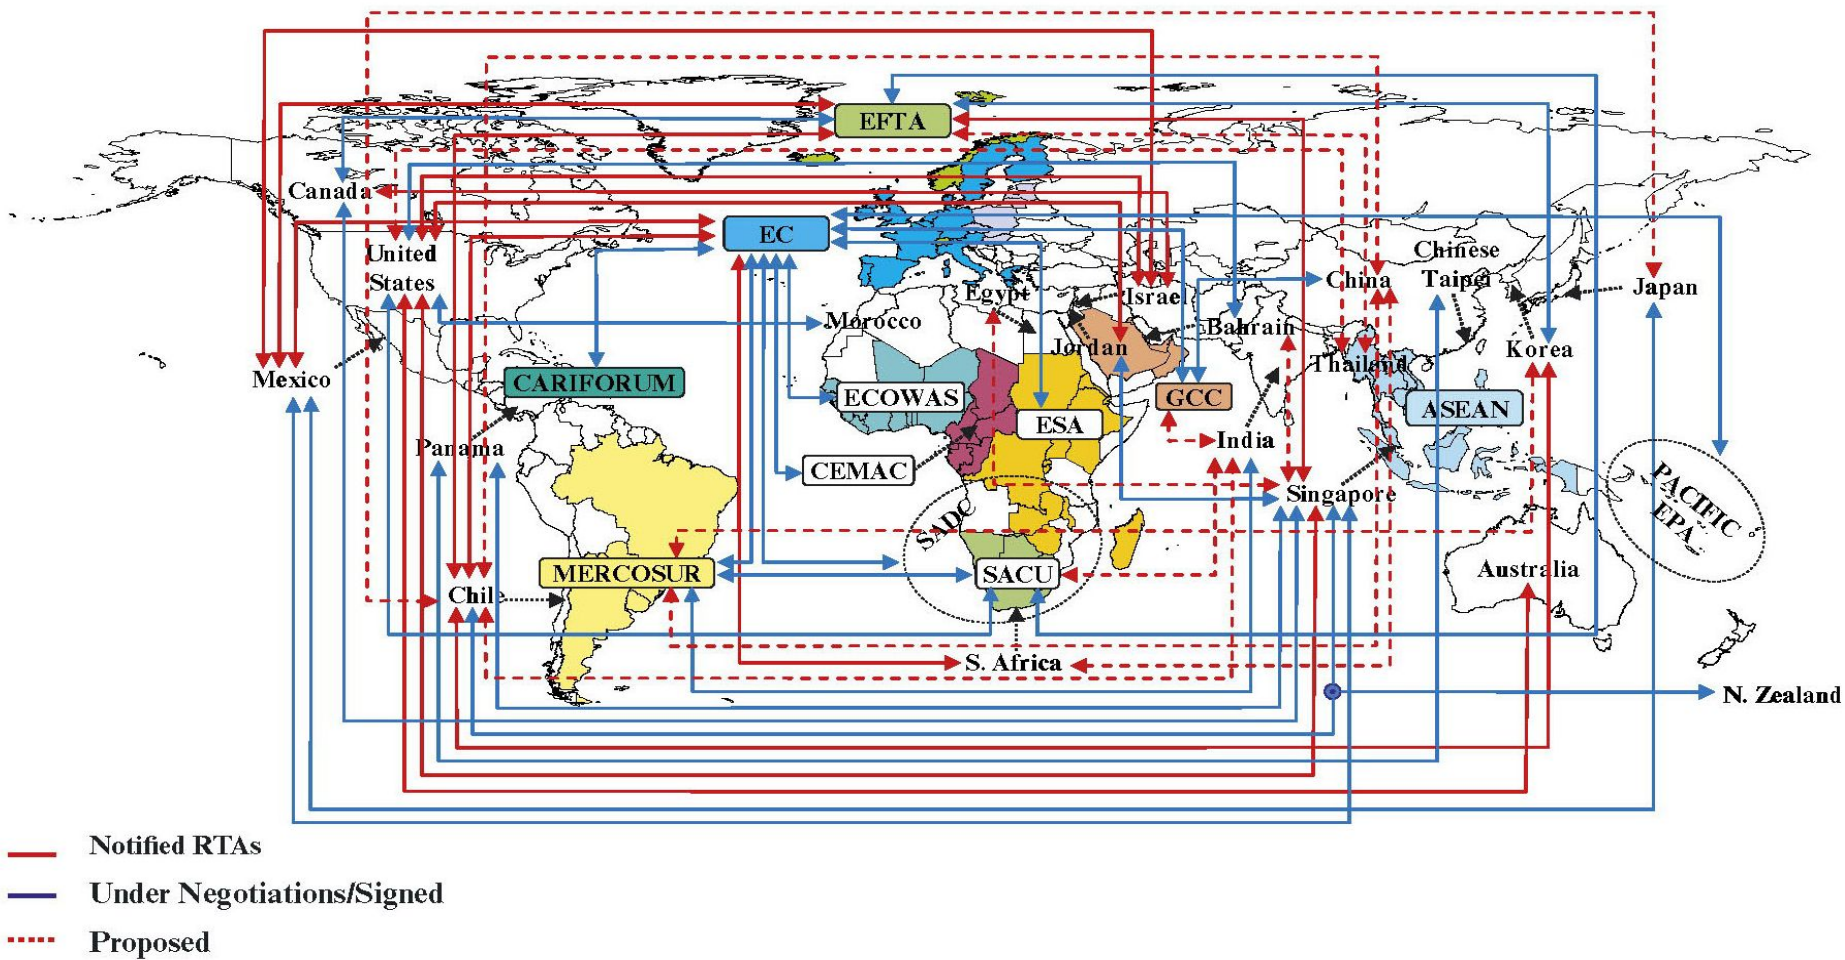 EFTA
Canada
EC
United
States
Chinese
Taipei
China
Japan
Egypt
Israel
Morocco
Bahrain
Jordan
Korea
Thailand
Mexico
CARIFORUM
ECOWAS
GCC
ASEAN
ESA
India
Panama
CEMAC
Singapore
PACIFIC
EPA
SADC
MERCOSUR
SACU
Australia
Chile
S. Africa
N. Zealand
Notified RTAs
Under Negotiations/Signed
Proposed